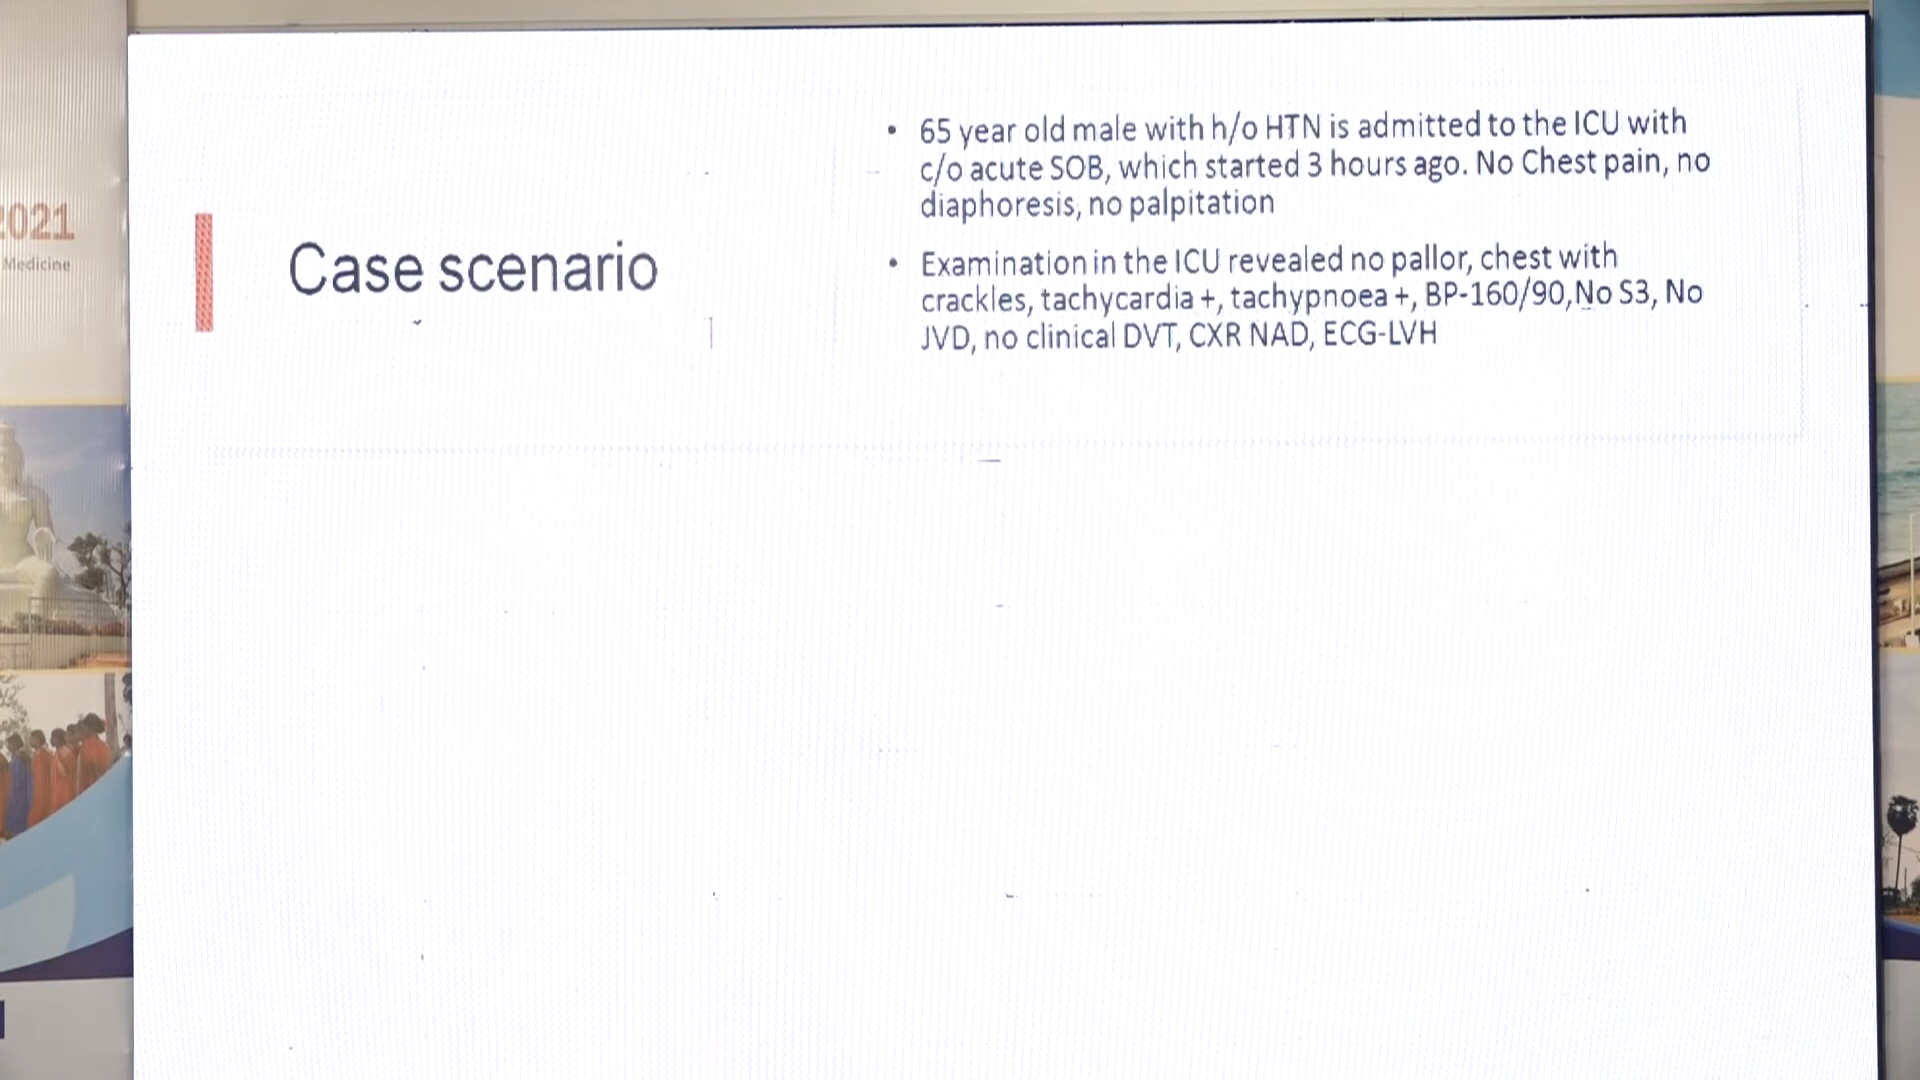 2021
Medicine
Case scenario
• 65 year old male with h/o HTN is admitted to the ICU with
c/o acute SOB, which started 3 hours ago. No Chest pain, no
diaphoresis, no palpitation
• Examination in the ICU revealed no pallor, chest with
crackles, tachycardia +, tachypnoea +, BP-160/90,No S3, No
JVD, no clinical DVT, CXR NAD, ECG-LVH